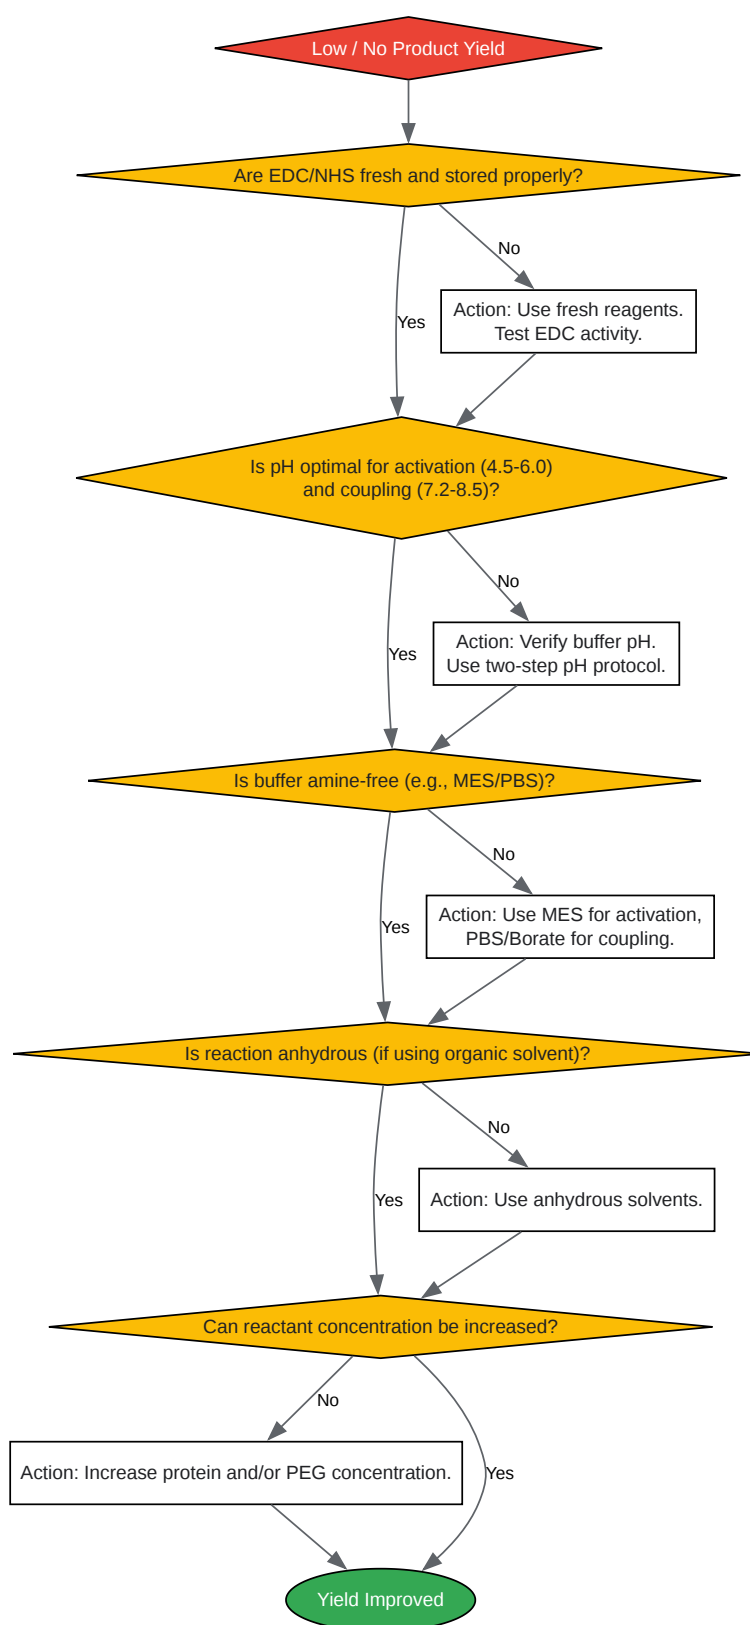 Low / No Product Yield
Are EDC/NHS fresh and stored properly?
No
Action: Use fresh reagents.
Test EDC activity.
Yes
Is pH optimal for activation (4.5-6.0)
and coupling (7.2-8.5)?
No
Action: Verify buffer pH.
Use two-step pH protocol.
Yes
Is buffer amine-free (e.g., MES/PBS)?
No
Action: Use MES for activation,
PBS/Borate for coupling.
Yes
Is reaction anhydrous (if using organic solvent)?
No
Action: Use anhydrous solvents.
Yes
Can reactant concentration be increased?
No
Action: Increase protein and/or PEG concentration.
Yes
Yield Improved